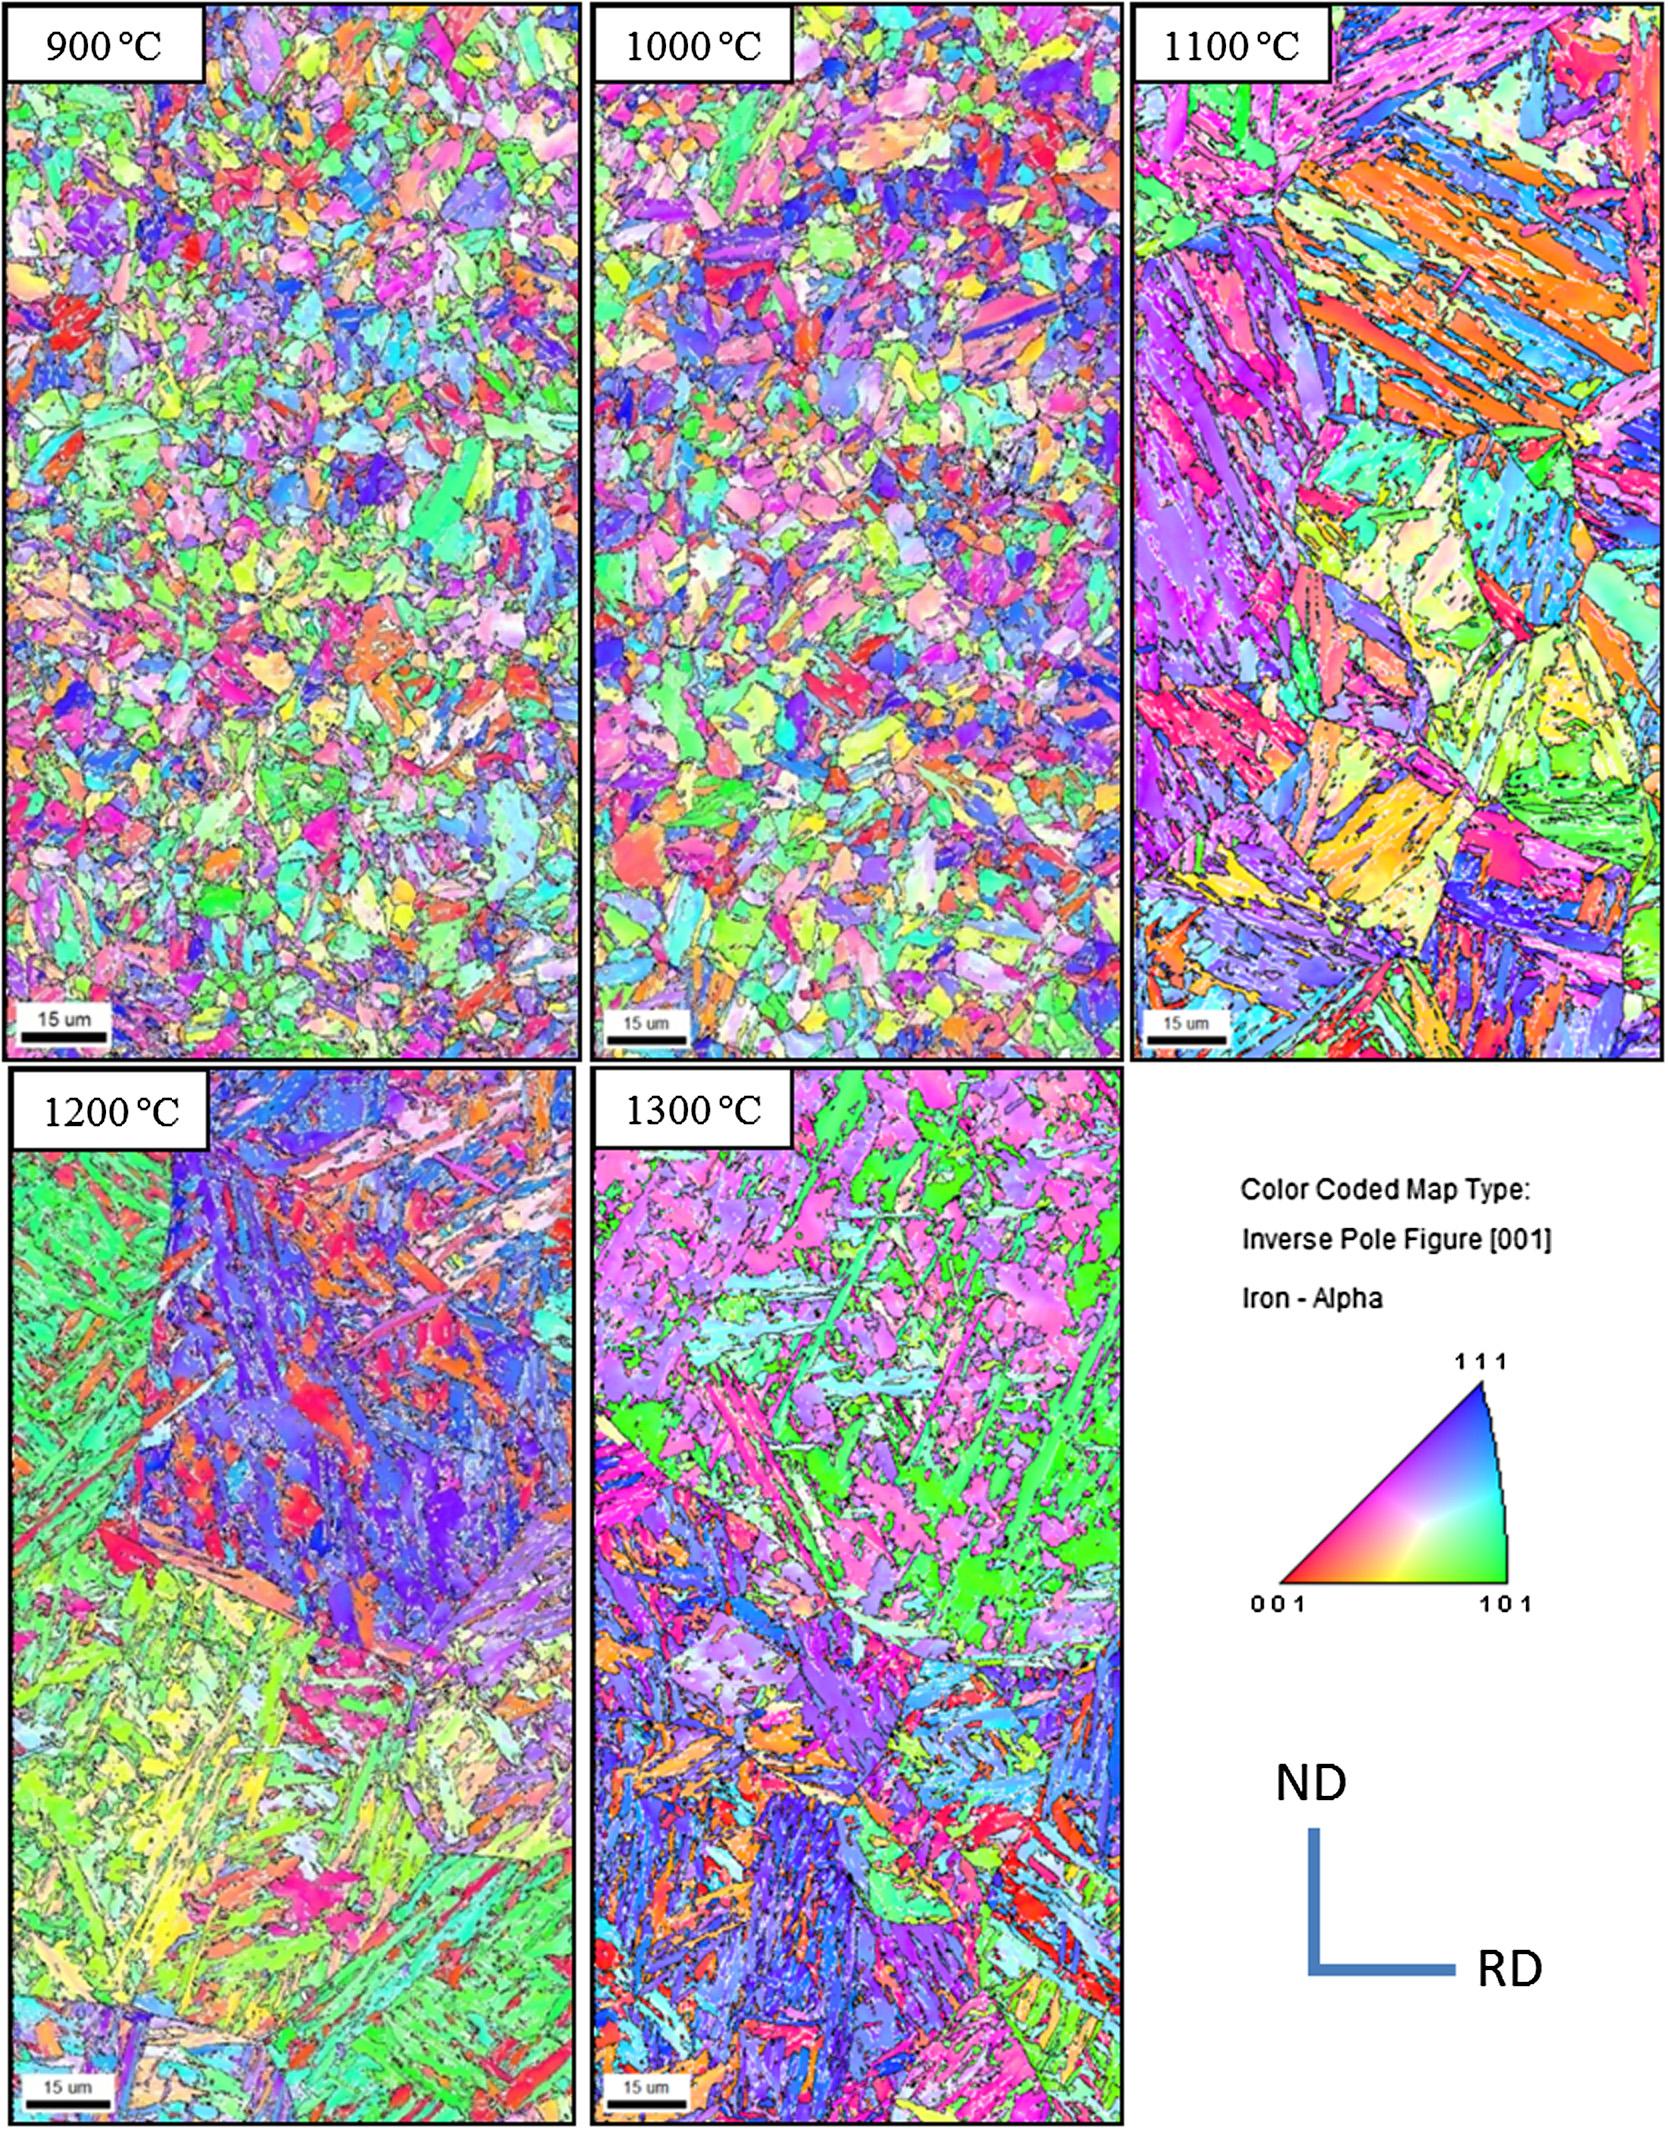 900 °C
1000 °C
1100 °C
15 um
15 um
15 um
1200 °C
1300 °C
Color Coded Map Type:
Inverse Pole Figure [001]
Iron - Alpha
1 1 1
0 0 1
1 0 1
ND
RD
15 um
15 um